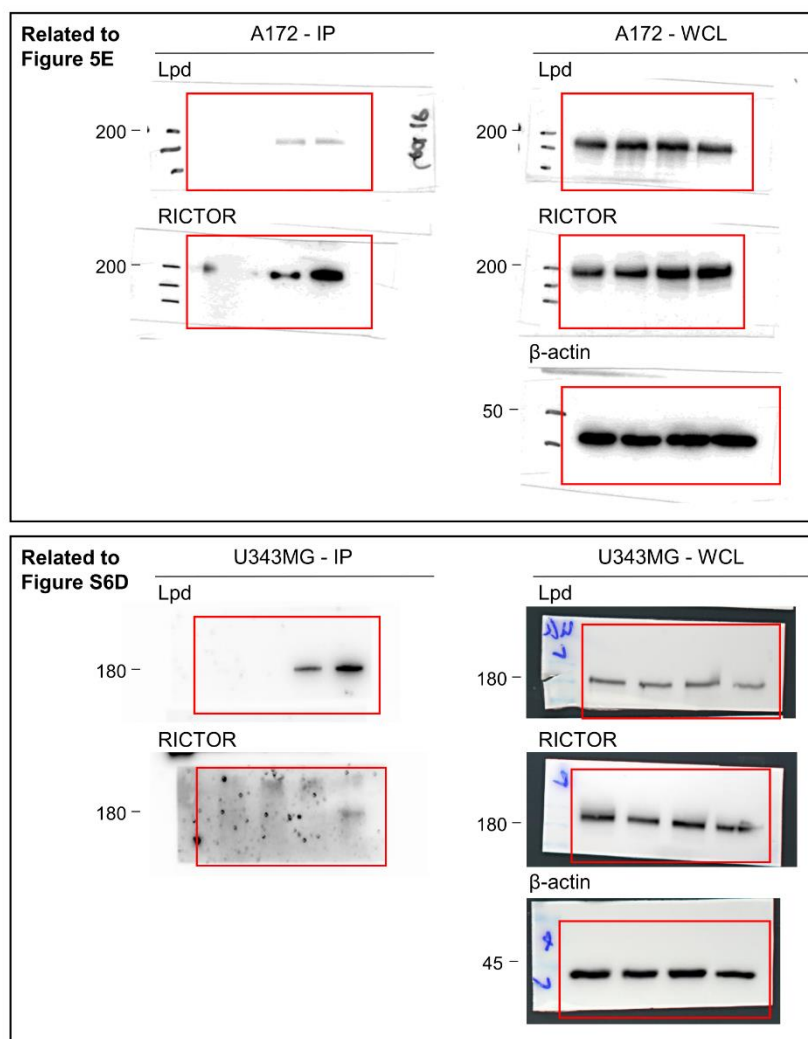 Related to
Figure 5E
A172 - IP
A172 - WCL
Lpd
Lpd
200
200
RICTOR
RICTOR
200
200
β-actin
50
Related to
Figure S6D
U343MG - IP
U343MG - WCL
Lpd
Lpd
180
180
RICTOR
RICTOR
180
180
β-actin
45